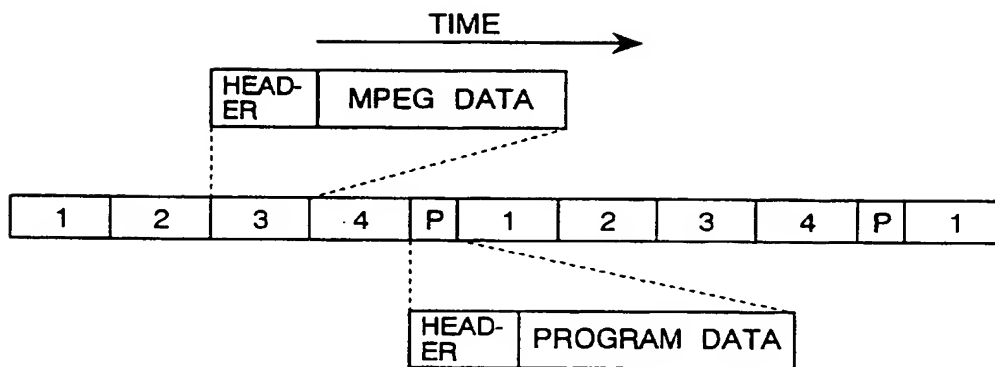 TIME
HEAD-
ER
MPEG DATA
1 2 3 4 P 1 2 3 4 P 1
HEAD-
ER
PROGRAM DATA